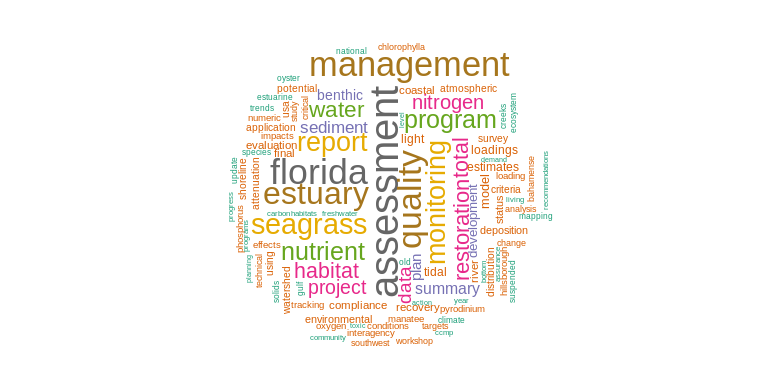 chlorophylla
national
management
oyster
potential
coastal
atmospheric
estuarine
benthic
nitrogen
trends
usa
study
critical
water
program
level
creeks
ecosystem
numeric
application
sediment
impacts
report
light
survey
evaluation
final
species
quality
monitoring
total
loadings
demand
estimates
florida
assessment
update
shoreline
attenuation
model
loading
criteria
bahamense
recommendations
estuary
living
status
analysis
mapping
progress
carbon
habitats
freshwater
development
restoration
seagrass
phosphorus
programs
deposition
effects
nutrient
change
old
plan
tidal
river
bottom
assurance
distribution
hillsborough
suspended
planning
technical
using
habitat
data
watershed
solids
gulf
project
summary
tracking
compliance
recovery
action
year
pyrodinium
environmental
manatee
climate
oxygen
toxic
conditions
targets
ccmp
interagency
community
southwest
workshop